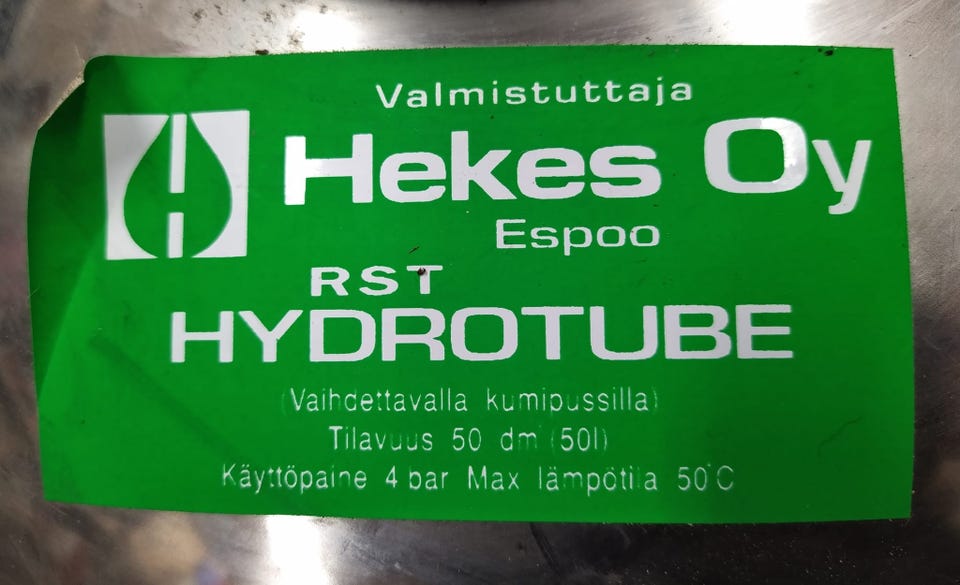 Valmistuttaja
Hekes Oy
Espoo
RST
HYDROTUBE
(Vaihdettavalla kumipussilla)
Tilavuus 50 dm (50l)
Käyttöpaine 4 bar Max lämpötila 50°C